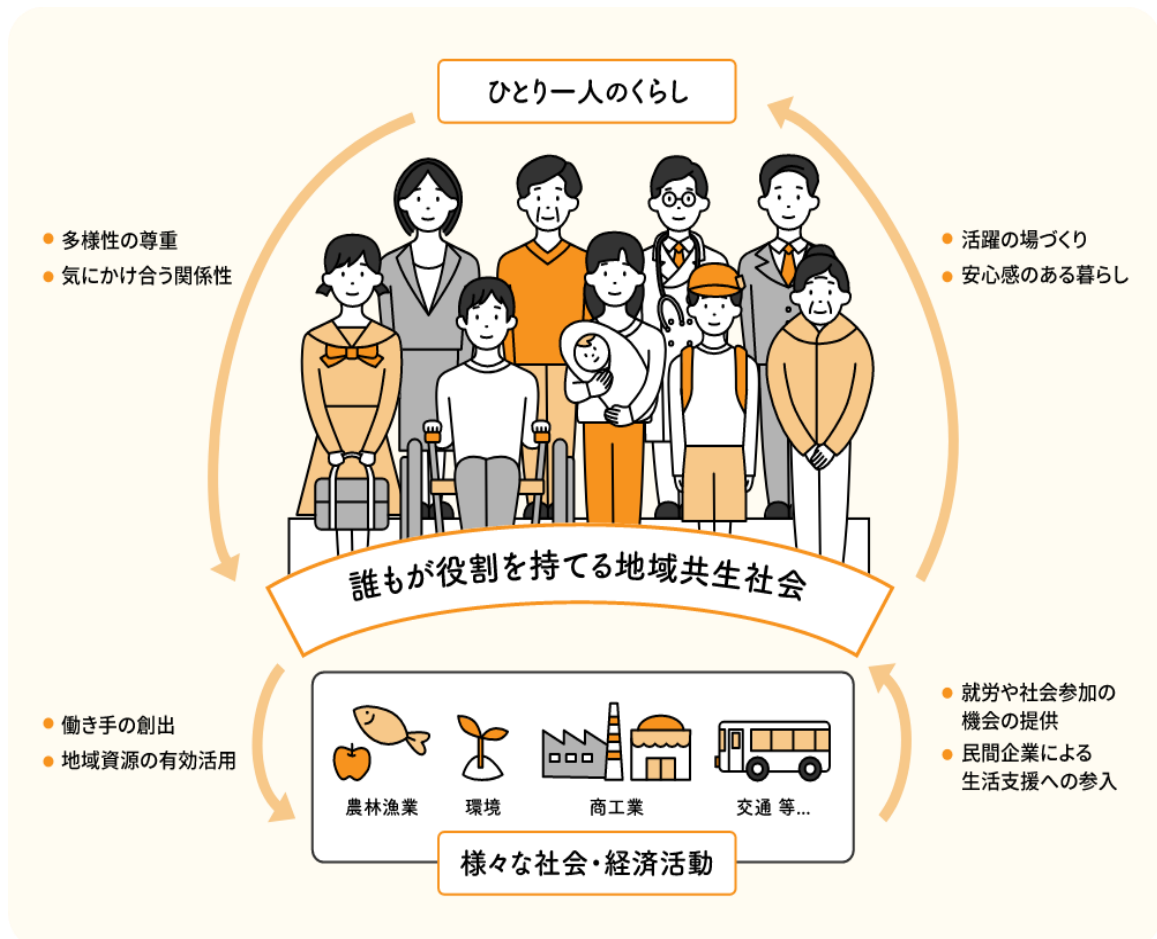 ひとり一人のくらし
● 多様性の尊重
● 気にかけ合う関係性
● 活躍の場づくり
● 安心感のある暮らし
誰もが役割を持てる地域共生社会
● 働き手の創出
● 地域資源の有効活用
● 就労や社会参加の
機会の提供
● 民間企業による
生活支援への参入
農林漁業
環境
商工業
交通 等...
様々な社会・経済活動